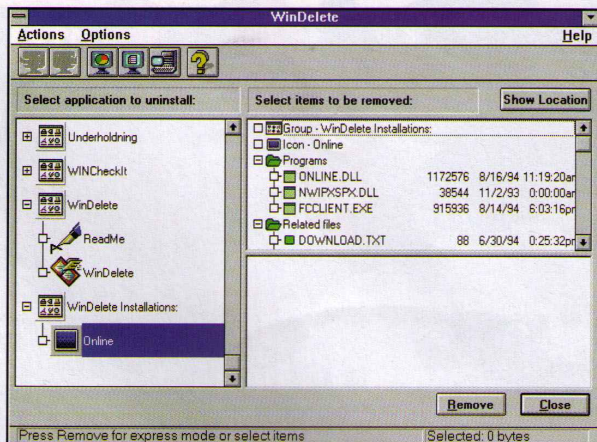 WinDelete
Actions Options Help
Select application to uninstall:
Select items to be removed:
Show Location
Underholdning
WINCheckIt
WinDelete
ReadMe
WinDelete
WinDelete Installations:
Online
Group - WinDelete Installations:
Icon - Online
Programs
ONLINE.DLL 1172576 8/16/94 11:19:20am
NWIPXSPX.DLL 38544 11/2/93 0:00:00am
FCCLIENT.EXE 915936 8/14/94 6:03:16pm
Related files
DOWNLOAD.TXT 88 6/30/94 0:25:32pm
Remove
Close
Press Remove for express mode or select items
Selected: 0 bytes